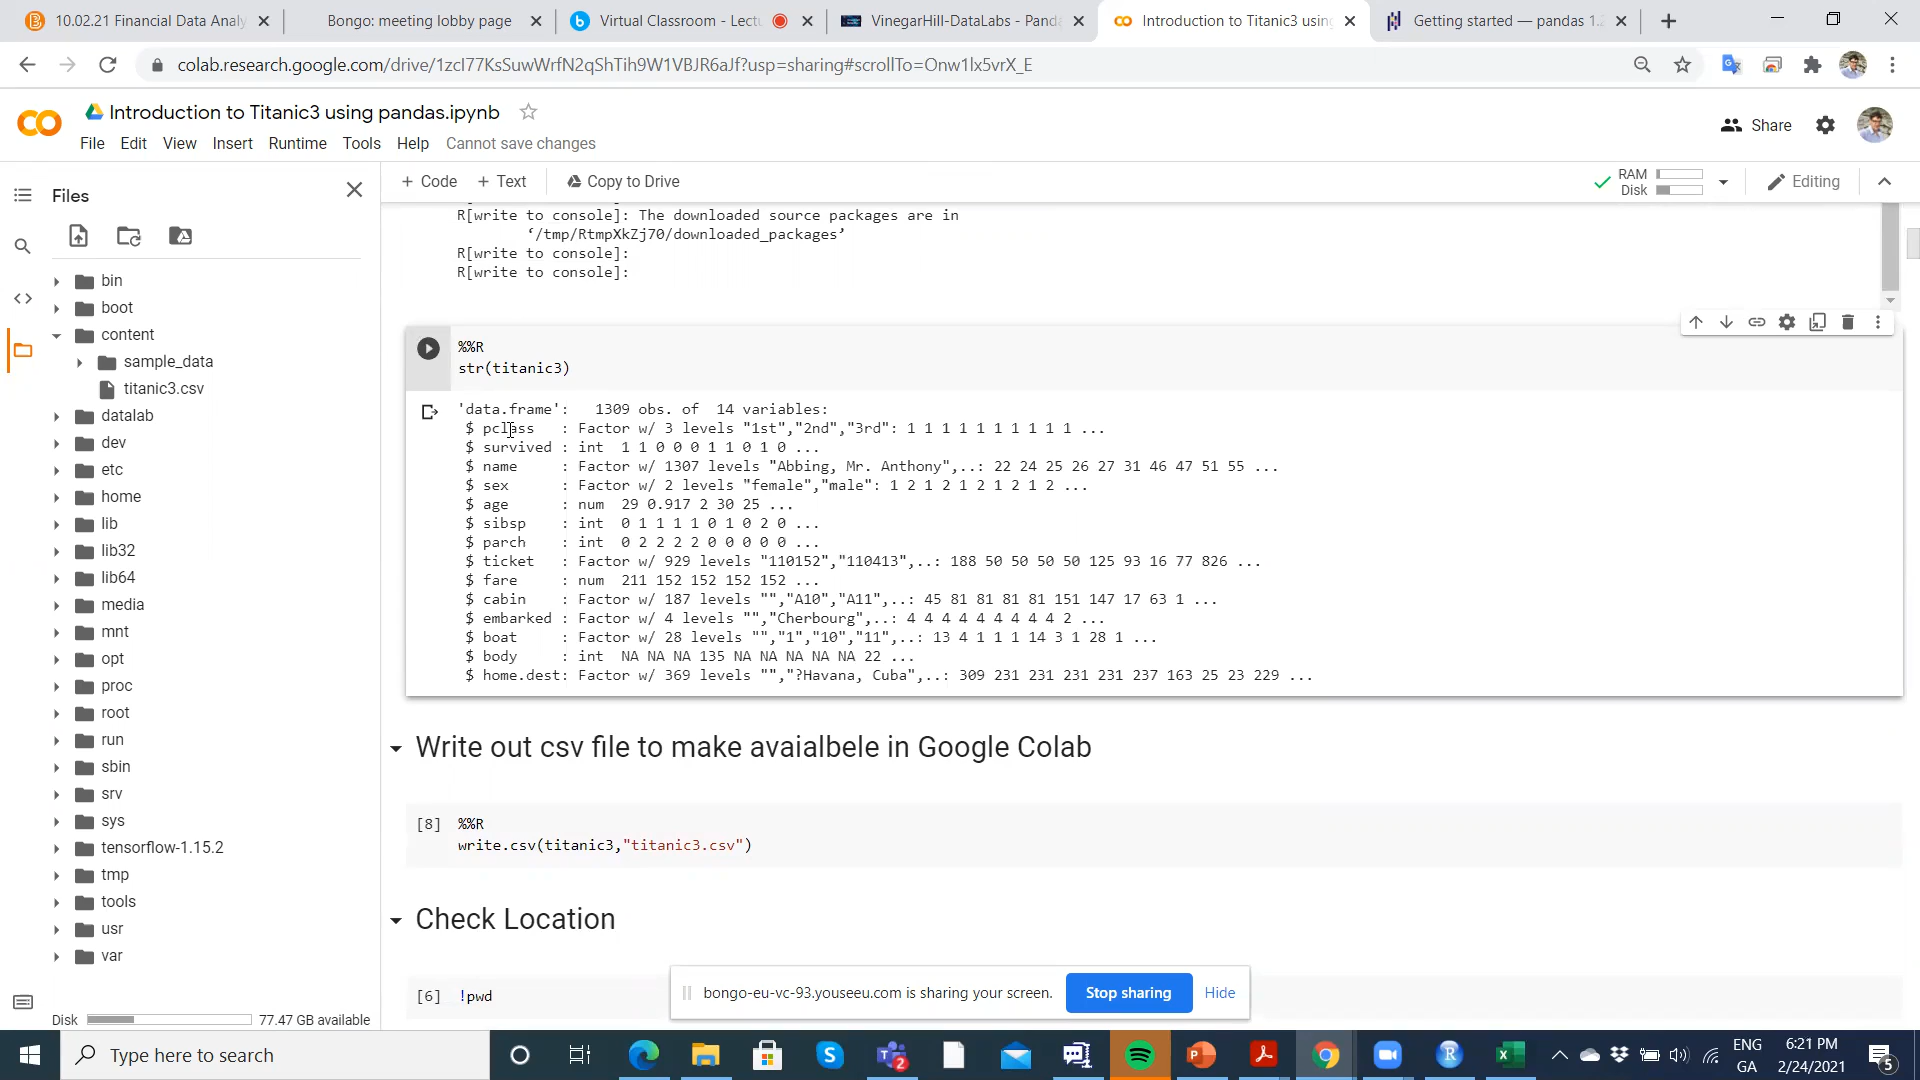 10.02.21 Financial Data Analy
Bongo: meeting lobby page
Virtual Classroom - Lectu
VinegarHill-DataLabs - Panda
Introduction to Titanic3 using
Getting started — pandas 1.2
colab.research.google.com/drive/1zcI77KsSuwWrfN2qShTih9W1VBJR6aJf?usp=sharing#scrollTo=Onw1lx5vrX_E
Introduction to Titanic3 using pandas.ipynb
File Edit View Insert Runtime Tools Help Cannot save changes
Share
Files
+ Code + Text Copy to Drive
RAM
Disk
Editing
bin
boot
content
sample_data
titanic3.csv
datalab
dev
etc
home
lib
lib32
lib64
media
mnt
opt
proc
root
run
sbin
srv
sys
tensorflow-1.15.2
tmp
tools
usr
var
Disk 77.47 GB available
R[write to console]: The downloaded source packages are in
‘/tmp/RtmpXkZj70/downloaded_packages’
R[write to console]:
R[write to console]:
%%R
str(titanic3)
'data.frame': 1309 obs. of 14 variables:
$ pclass : Factor w/ 3 levels "1st","2nd","3rd": 1 1 1 1 1 1 1 1 1 1 ...
$ survived : int 1 1 0 0 0 1 1 0 1 0 ...
$ name : Factor w/ 1307 levels "Abbing, Mr. Anthony",..: 22 24 25 26 27 31 46 47 51 55 ...
$ sex : Factor w/ 2 levels "female","male": 1 2 1 2 1 2 1 2 1 2 ...
$ age : num 29 0.917 2 30 25 ...
$ sibsp : int 0 1 1 1 1 0 1 0 2 0 ...
$ parch : int 0 2 2 2 2 0 0 0 0 0 ...
$ ticket : Factor w/ 929 levels "110152","110413",..: 188 50 50 50 50 125 93 16 77 826 ...
$ fare : num 211 152 152 152 152 ...
$ cabin : Factor w/ 187 levels "","A10","A11",..: 45 81 81 81 81 151 147 17 63 1 ...
$ embarked : Factor w/ 4 levels "","Cherbourg",..: 4 4 4 4 4 4 4 4 4 2 ...
$ boat : Factor w/ 28 levels "","1","10","11",..: 13 4 1 1 1 14 3 1 28 1 ...
$ body : int NA NA NA 135 NA NA NA NA NA 22 ...
$ home.dest: Factor w/ 369 levels "","?Havana, Cuba",..: 309 231 231 231 231 237 163 25 23 229 ...
Write out csv file to make avaialbele in Google Colab
[8] %%R
write.csv(titanic3,"titanic3.csv")
Check Location
[6] !pwd
bongo-eu-vc-93.youseeu.com is sharing your screen. Stop sharing Hide
Type here to search
2
ENG
GA
6:21 PM
2/24/2021
5